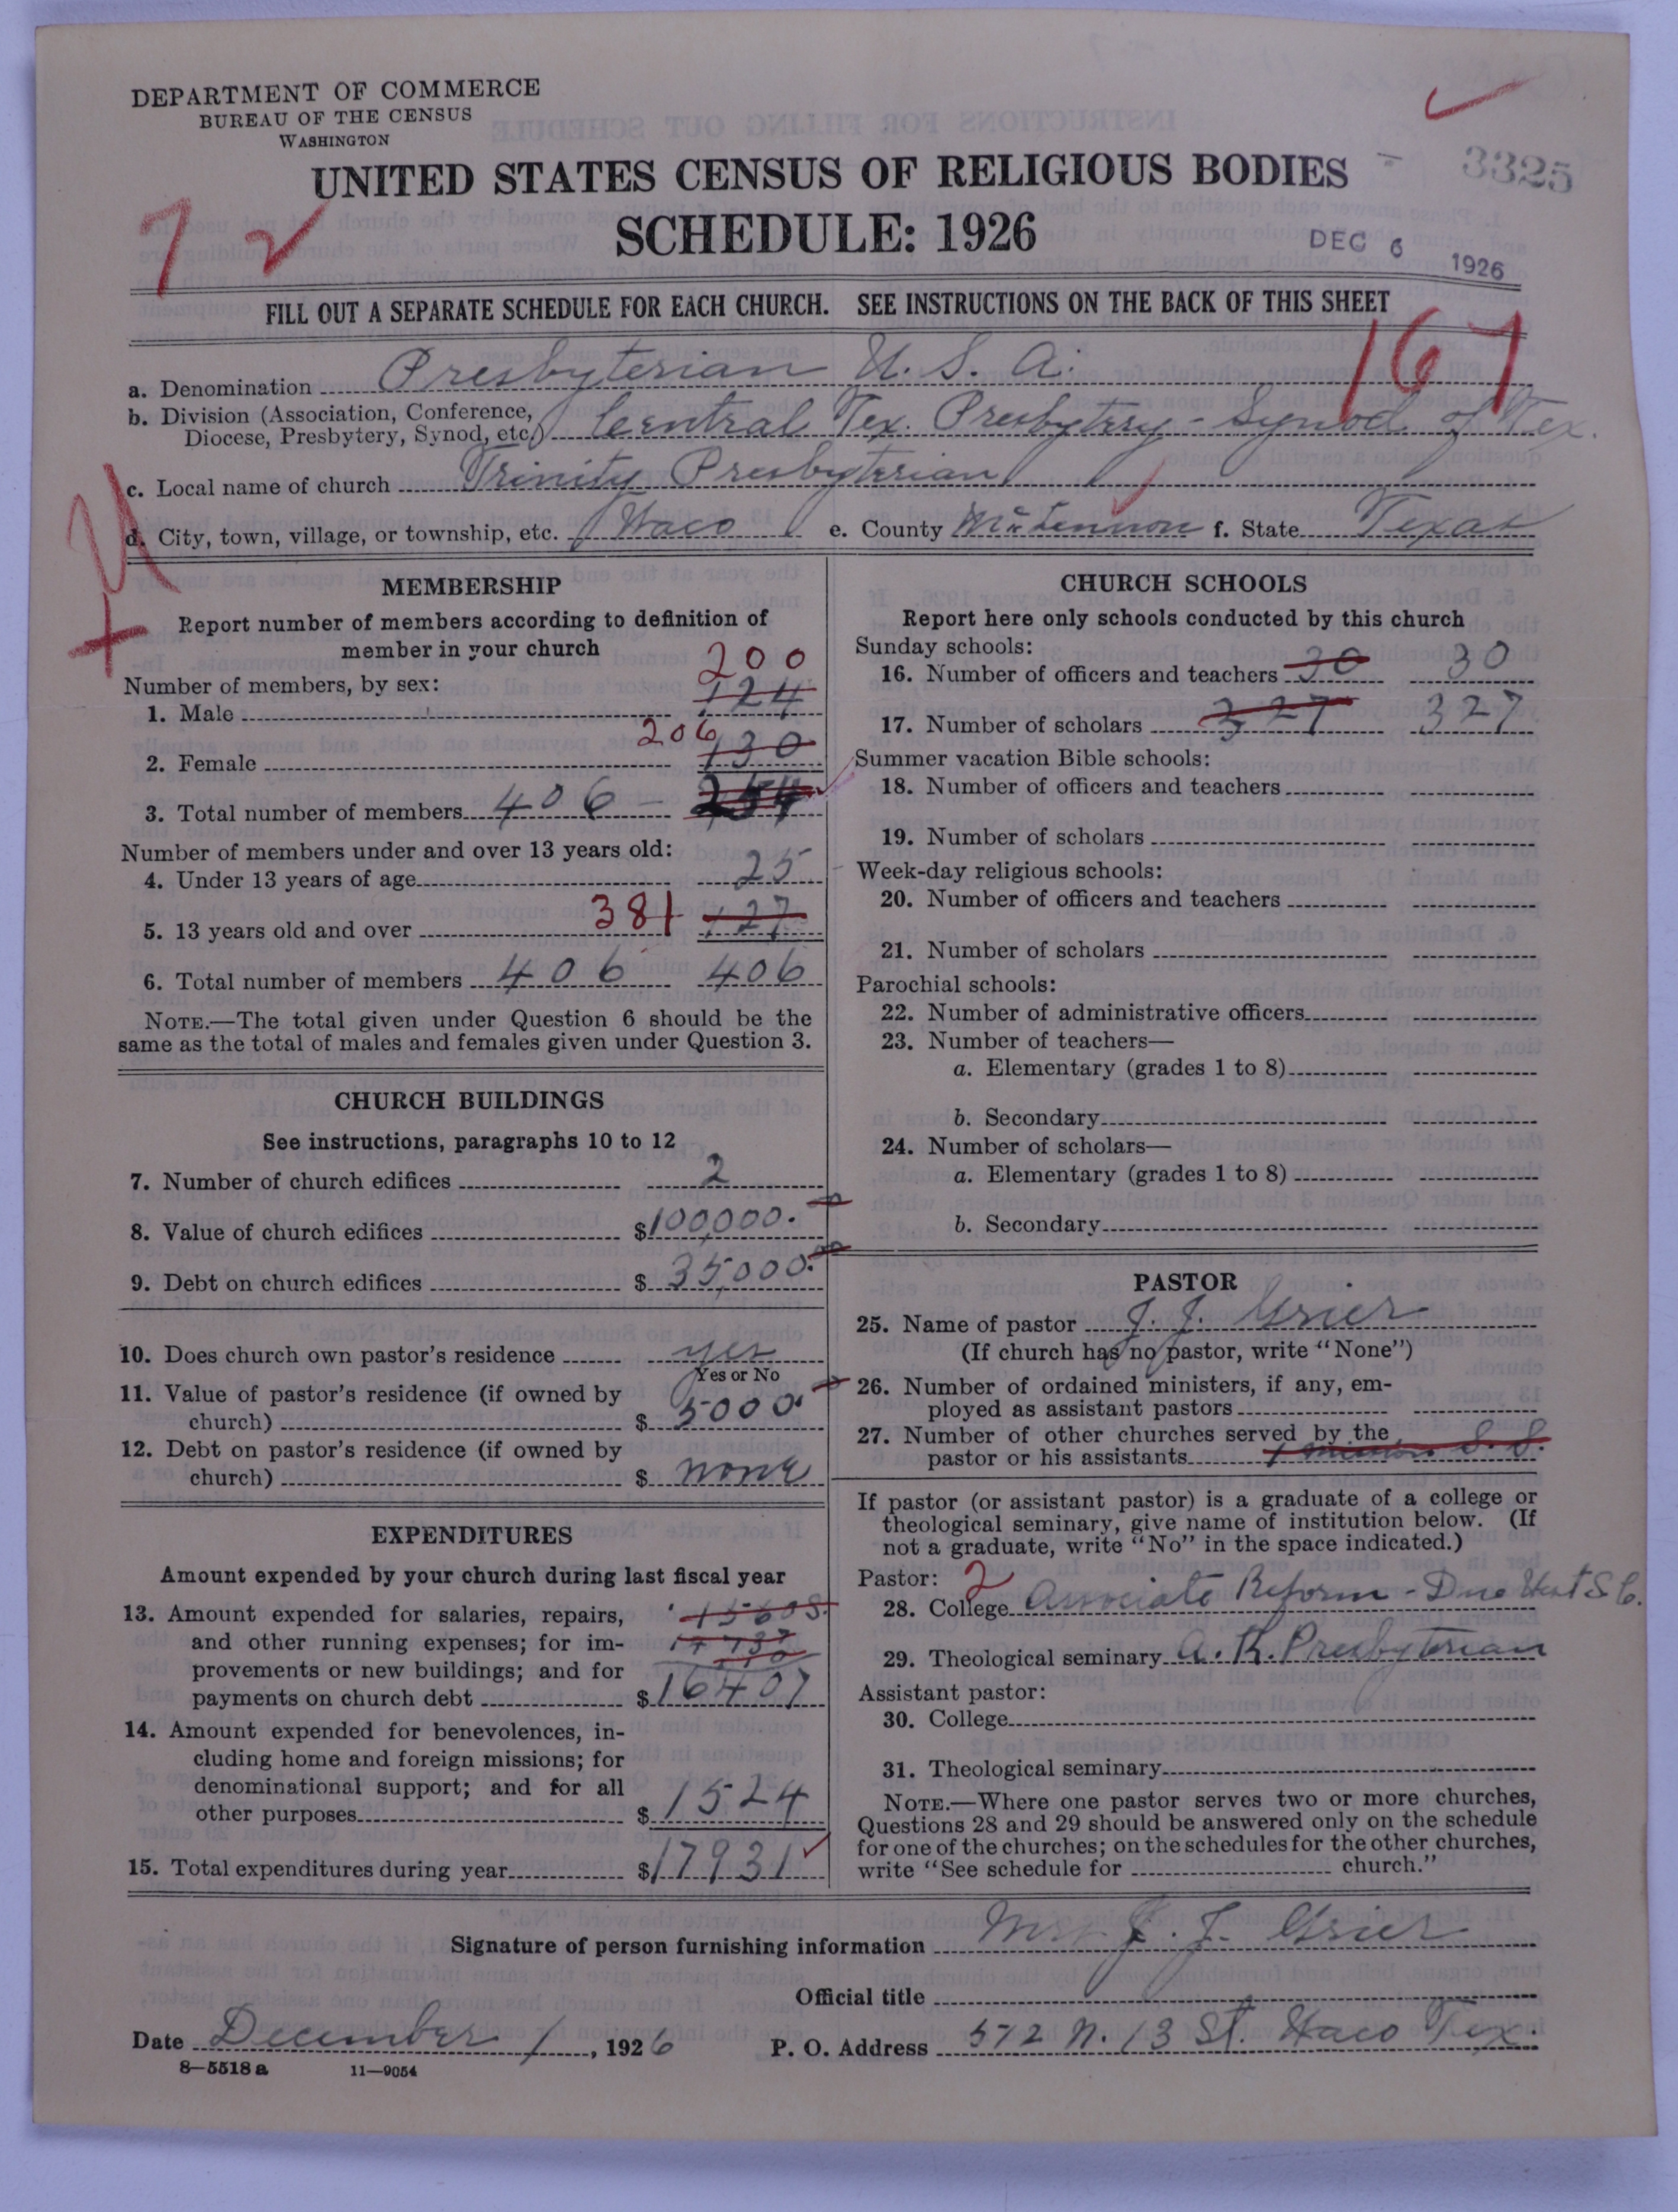 DEPARTMENT OF COMMERCE
BUREAU OF THE CENSUS
WASHINGTON
UNITED STATES CENSUS OF RELIGIOUS BODIES
3325
SCHEDULE: 1926
DEC 6 1926
72
FILL OUT A SEPARATE SCHEDULE FOR EACH CHURCH. SEE INSTRUCTIONS ON THE BACK OF THIS SHEET
167
a. Denomination Presbyterian U. S. A.
b. Division (Association, Conference,
Diocese, Presbytery, Synod, etc.) Central Tex. Presbytery - Synod of Tex.
c. Local name of church Trinity Presbyterian
d. City, town, village, or township, etc. Waco e. County McLennon f. State Texas
MEMBERSHIP
Report number of members according to definition of
member in your church
Number of members, by sex:
200
1. Male 124
206
2. Female 130
3. Total number of members 406 - 254
Number of members under and over 13 years old:
4. Under 13 years of age 25
5. 13 years old and over 381 127
6. Total number of members 406 406
NOTE.—The total given under Question 6 should be the
same as the total of males and females given under Question 3.
CHURCH BUILDINGS
See instructions, paragraphs 10 to 12
7. Number of church edifices 2
8. Value of church edifices $100,000.
9. Debt on church edifices $ 35,000.
10. Does church own pastor's residence yes
Yes or No
11. Value of pastor's residence (if owned by
church) $ 5000
12. Debt on pastor's residence (if owned by
church) $ none
EXPENDITURES
Amount expended by your church during last fiscal year
13. Amount expended for salaries, repairs,
and other running expenses; for im-
provements or new buildings; and for
payments on church debt $16407
14. Amount expended for benevolences, in-
cluding home and foreign missions; for
denominational support; and for all
other purposes $1524
15. Total expenditures during year $17931
CHURCH SCHOOLS
Report here only schools conducted by this church
Sunday schools:
16. Number of officers and teachers 30 30
17. Number of scholars 327 327
Summer vacation Bible schools:
18. Number of officers and teachers
19. Number of scholars
Week-day religious schools:
20. Number of officers and teachers
21. Number of scholars
Parochial schools:
22. Number of administrative officers
23. Number of teachers—
a. Elementary (grades 1 to 8)
b. Secondary
24. Number of scholars—
a. Elementary (grades 1 to 8)
b. Secondary
PASTOR
25. Name of pastor J. J. Grier
(If church has no pastor, write "None")
26. Number of ordained ministers, if any, em-
ployed as assistant pastors
27. Number of other churches served by the
pastor or his assistants 1 mission S. S.
If pastor (or assistant pastor) is a graduate of a college or
theological seminary, give name of institution below. (If
not a graduate, write "No" in the space indicated.)
Pastor: 2
28. College Associate Reform - Due West S C.
29. Theological seminary A. R. Presbyterian
Assistant pastor:
30. College
31. Theological seminary
NOTE.—Where one pastor serves two or more churches,
Questions 28 and 29 should be answered only on the schedule
for one of the churches; on the schedules for the other churches,
write "See schedule for church."
Signature of person furnishing information Mrs. J. J. Grier
Official title
Date December 1, 1926 P. O. Address 572 N. 13 St. Waco Tex.
8—5518 a 11—9054